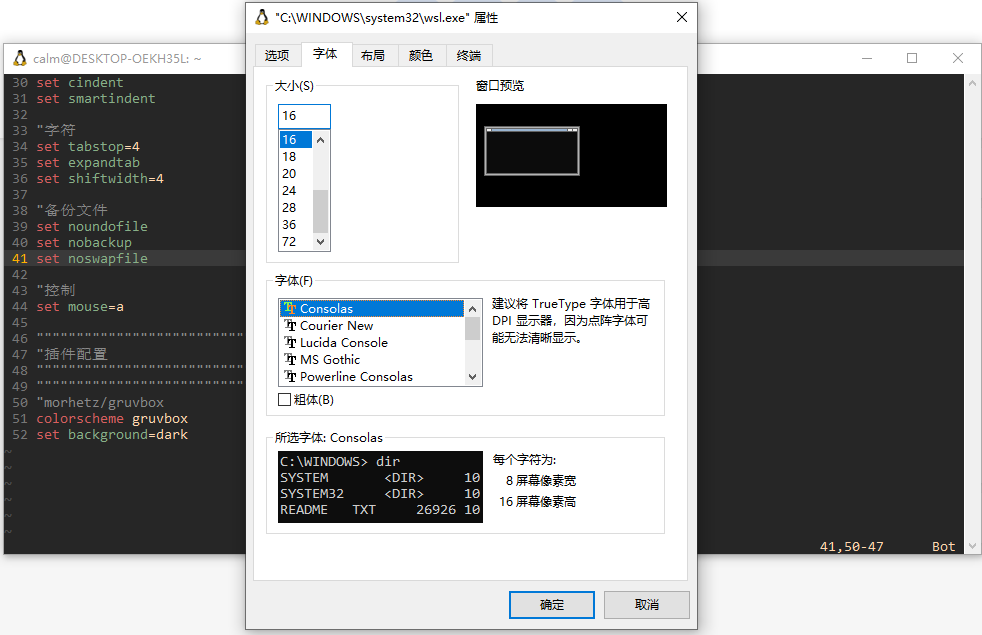 "C:\WINDOWS\system32\wsl.exe" 属性
calm@DESKTOP-OEKH35L: ~
选项 字体 布局 颜色 终端
30 set cindent
31 set smartindent
32
33 "字符
34 set tabstop=4
35 set expandtab
36 set shiftwidth=4
37
38 "备份文件
39 set noundofile
40 set nobackup
41 set noswapfile
42
43 "控制
44 set mouse=a
45
46 """"""""""""""""""""""""""
47 "插件配置
48 """"""""""""""""""""""""""
49 """"""""""""""""""""""""""
50 "morhetz/gruvbox
51 colorscheme gruvbox
52 set background=dark
~
~
~
~
~
~
41,50-47 Bot
大小(S)
16
16
18
20
24
28
36
72
窗口预览
字体(F)
Consolas
Courier New
Lucida Console
MS Gothic
Powerline Consolas
粗体(B)
建议将 TrueType 字体用于高
DPI 显示器，因为点阵字体可
能无法清晰显示。
所选字体: Consolas
C:\WINDOWS> dir
SYSTEM <DIR> 10
SYSTEM32 <DIR> 10
README TXT 26926 10
每个字符为:
8 屏幕像素宽
16 屏幕像素高
确定 取消